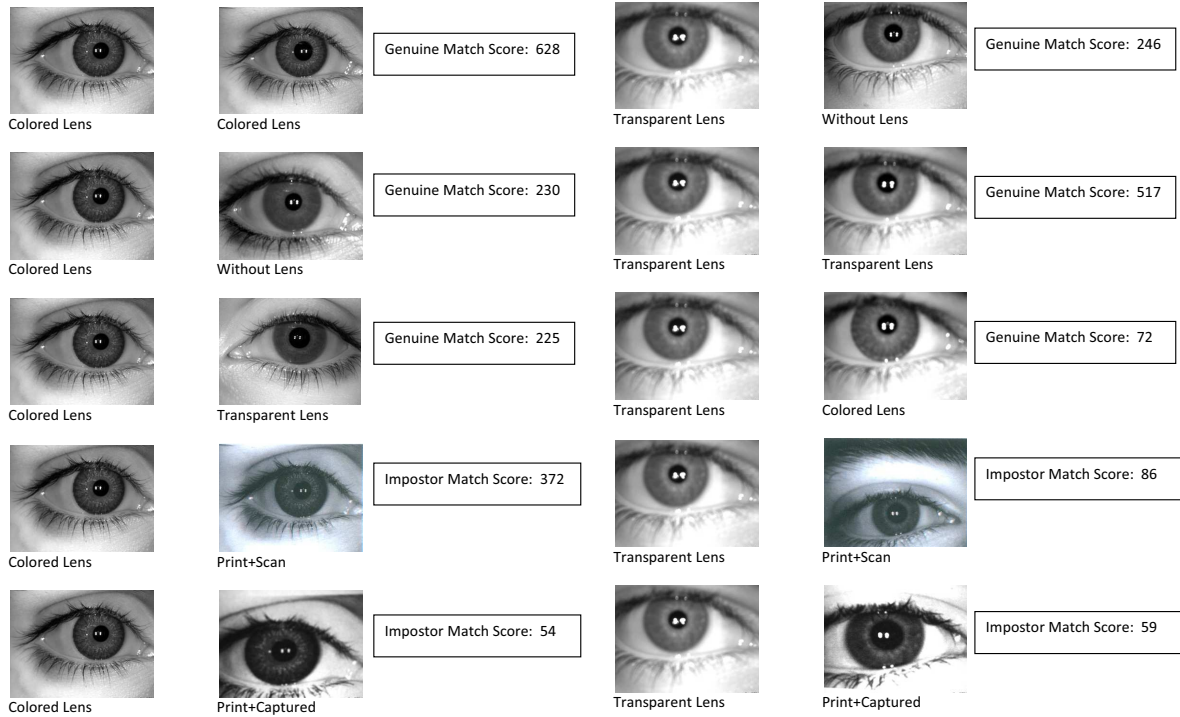 Genuine Match Score: 628
Colored Lens
Colored Lens
Genuine Match Score: 230
Colored Lens
Without Lens
Genuine Match Score: 225
Colored Lens
Transparent Lens
Impostor Match Score: 372
Colored Lens
Print+Scan
Impostor Match Score: 54
Colored Lens
Print+Captured
Genuine Match Score: 246
Transparent Lens
Without Lens
Genuine Match Score: 517
Transparent Lens
Transparent Lens
Genuine Match Score: 72
Transparent Lens
Colored Lens
Impostor Match Score: 86
Transparent Lens
Print+Scan
Impostor Match Score: 59
Transparent Lens
Print+Captured